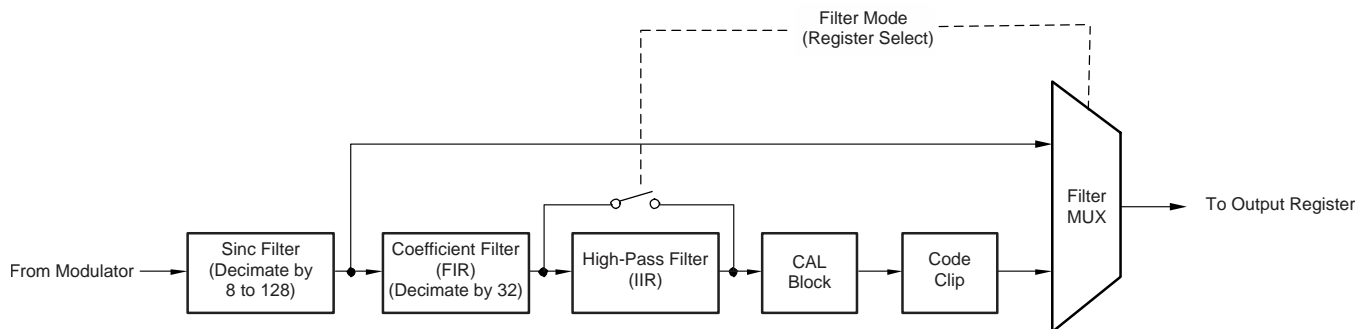 Filter Mode
(Register Select)
From Modulator
Sinc Filter
(Decimate by
8 to 128)
Coefficient Filter
(FIR)
(Decimate by 32)
High-Pass Filter
(IIR)
CAL
Block
Code
Clip
Filter
MUX
To Output Register